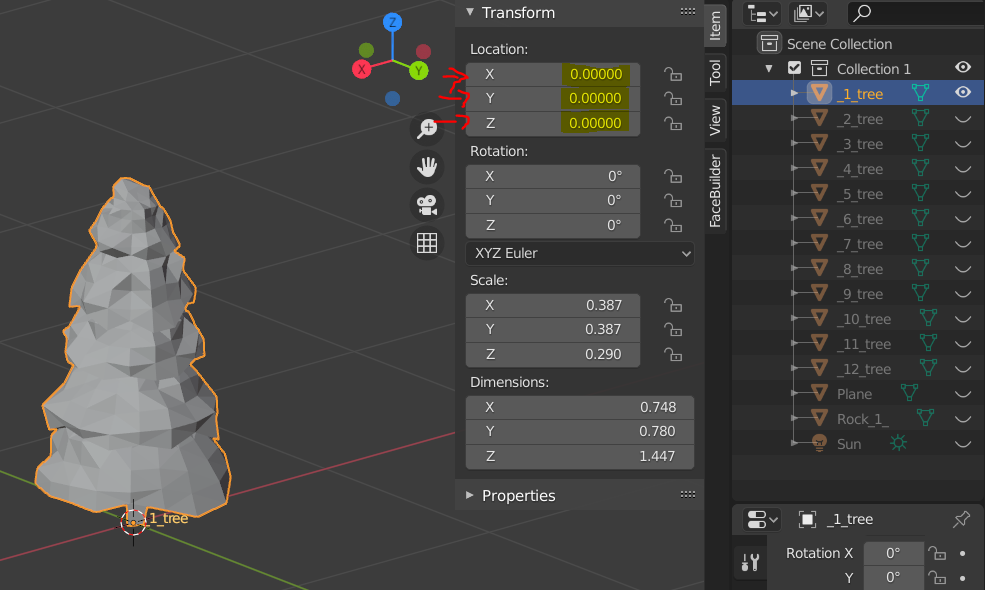 Transform
Location:
X 0.00000
Y 0.00000
Z 0.00000
Rotation:
X 0°
Y 0°
Z 0°
XYZ Euler
Scale:
X 0.387
Y 0.387
Z 0.290
Dimensions:
X 0.748
Y 0.780
Z 1.447
Properties
Item
Tool
View
FaceBuilder
Z
X
Y
_1_tree
Scene Collection
Collection 1
_1_tree
_2_tree
_3_tree
_4_tree
_5_tree
_6_tree
_7_tree
_8_tree
_9_tree
_10_tree
_11_tree
_12_tree
Plane
Rock_1_
Sun
_1_tree
Rotation X 0°
Y 0°